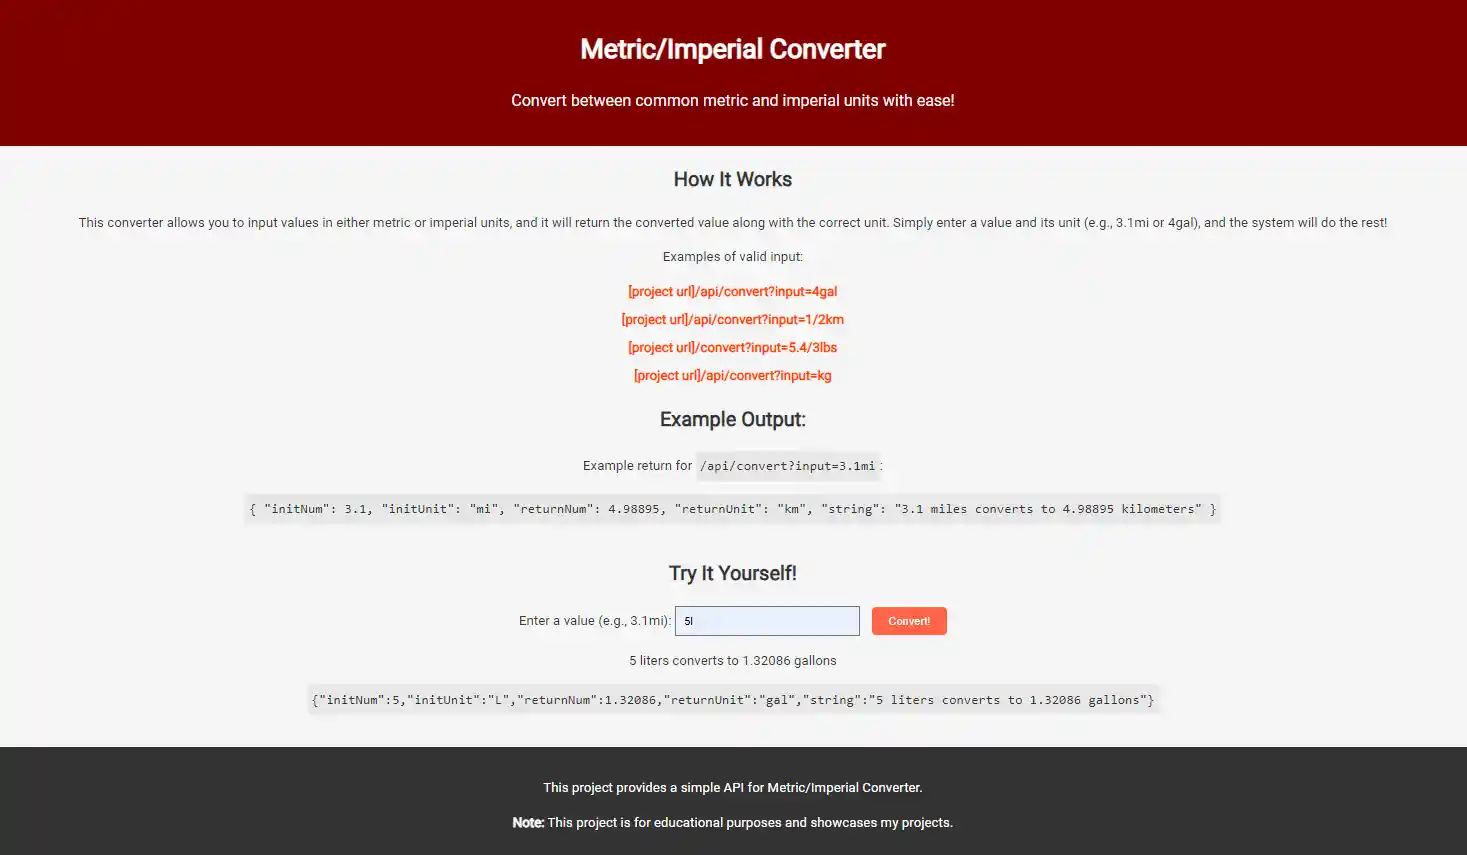 Metric/Imperial Converter
Convert between common metric and imperial units with ease!
How It Works
This converter allows you to input values in either metric or imperial units, and it will return the converted value along with the correct unit. Simply enter a value and its unit (e.g., 3.1mi or 4gal), and the system will do the rest!
Examples of valid input:
[project url]/api/convert?input=4gal
[project url]/api/convert?input=1/2km
[project url]/convert?input=5.4/3lbs
[project url]/api/convert?input=kg
Example Output:
Example return for /api/convert?input=3.1mi:
{ "initNum": 3.1, "initUnit": "mi", "returnNum": 4.98895, "returnUnit": "km", "string": "3.1 miles converts to 4.98895 kilometers" }
Try It Yourself!
Enter a value (e.g., 3.1mi): 5l Convert!
5 liters converts to 1.32086 gallons
{"initNum":5,"initUnit":"L","returnNum":1.32086,"returnUnit":"gal","string":"5 liters converts to 1.32086 gallons"}
This project provides a simple API for Metric/Imperial Converter.
Note: This project is for educational purposes and showcases my projects.